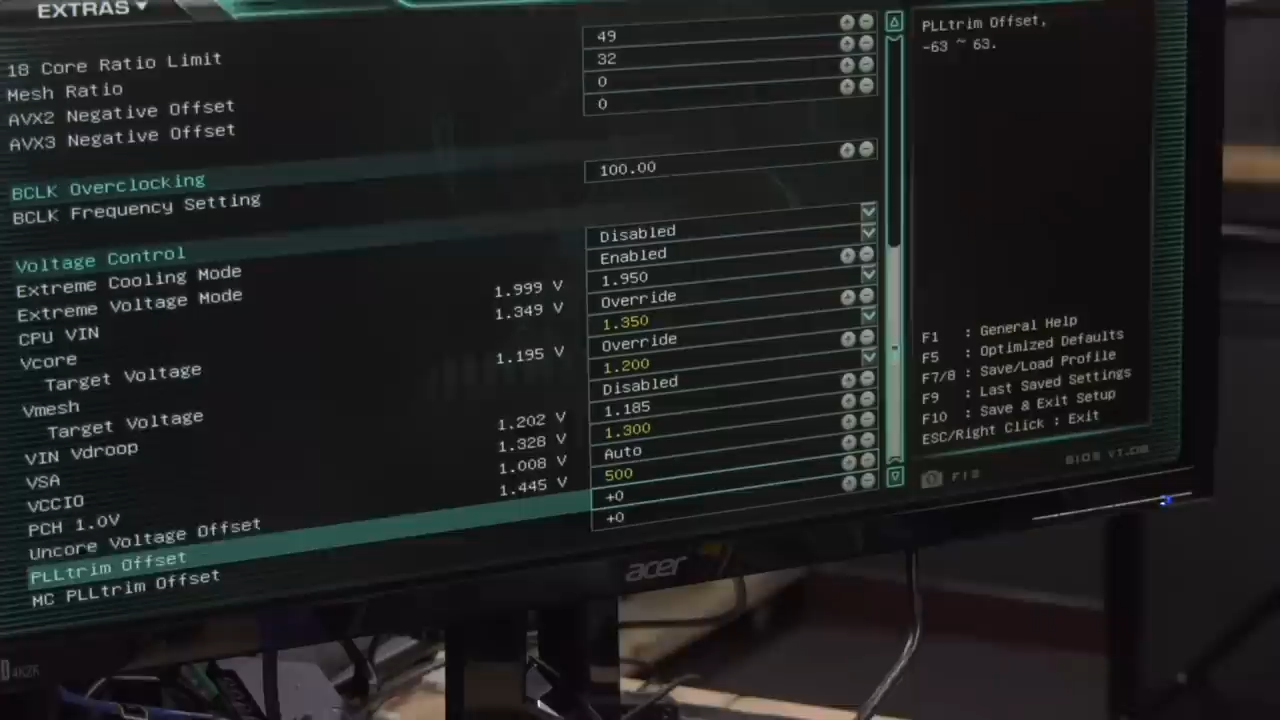 EXTRAS
18 Core Ratio Limit 49
Mesh Ratio 32
AVX2 Negative Offset 0
AVX3 Negative Offset 0
BCLK Overclocking
BCLK Frequency Setting 100.00
Voltage Control
Extreme Cooling Mode Disabled
Extreme Voltage Mode Enabled
CPU VIN 1.999 V 1.950
Vcore 1.349 V Override
Target Voltage 1.350
Vmesh 1.195 V Override
Target Voltage 1.200
VIN Vdroop Disabled
VSA 1.202 V 1.185
VCCIO 1.328 V 1.300
PCH 1.0V 1.008 V Auto
Uncore Voltage Offset 1.445 V 500
PLLtrim Offset +0
MC PLLtrim Offset +0
PLLtrim Offset,
-63 ~ 63.
F1 : General Help
F5 : Optimized Defaults
F7/8 : Save/Load Profile
F9 : Last Saved Settings
F10 : Save & Exit Setup
ESC/Right Click : Exit
F12
BIOS V1.08
acer